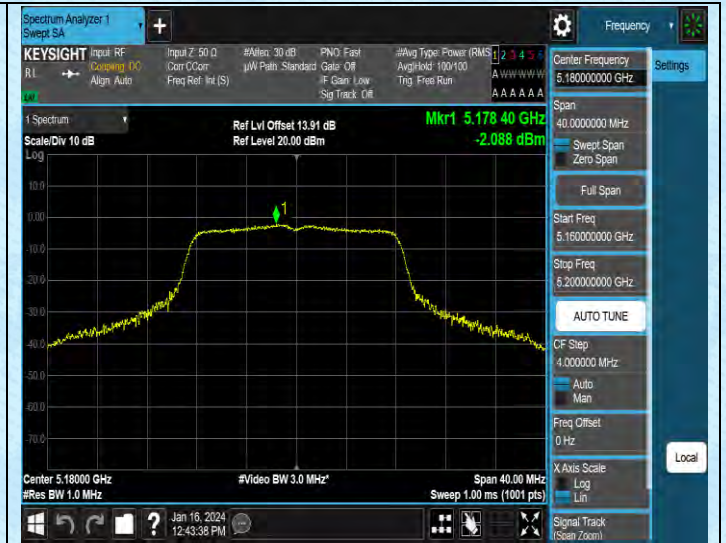 Spectrum Analyzer 1
Swept SA
+
Frequency
KEYSIGHT
Input: RF
Coupling: DC
Align: Auto
Input Z: 50 Ω
Corr CCorr
Freq Ref: Int (S)
#Atten: 30 dB
µW Path: Standard
PNO: Fast
Gate: Off
IF Gain: Low
Sig Track: Off
#Avg Type: Power (RMS
Avg|Hold: 100/100
Trig: Free Run
1 2 3 4 5 6
A W W W W W
A A A A A A
RL
Settings
1 Spectrum
Scale/Div 10 dB
Log
Ref Lvl Offset 13.91 dB
Ref Level 20.00 dBm
Mkr1 5.178 40 GHz
-2.088 dBm
1
10.0
0.00
-10.0
-20.0
-30.0
-40.0
-50.0
-60.0
-70.0
Center 5.18000 GHz
#Res BW 1.0 MHz
#Video BW 3.0 MHz*
Span 40.00 MHz
Sweep 1.00 ms (1001 pts)
Center Frequency
5.180000000 GHz
Span
40.0000000 MHz
Swept Span
Zero Span
Full Span
Start Freq
5.160000000 GHz
Stop Freq
5.200000000 GHz
AUTO TUNE
CF Step
4.000000 MHz
Auto
Man
Freq Offset
0 Hz
X Axis Scale
Log
Lin
Signal Track
(Span Zoom)
Local
?
Jan 16, 2024
12:43:38 PM